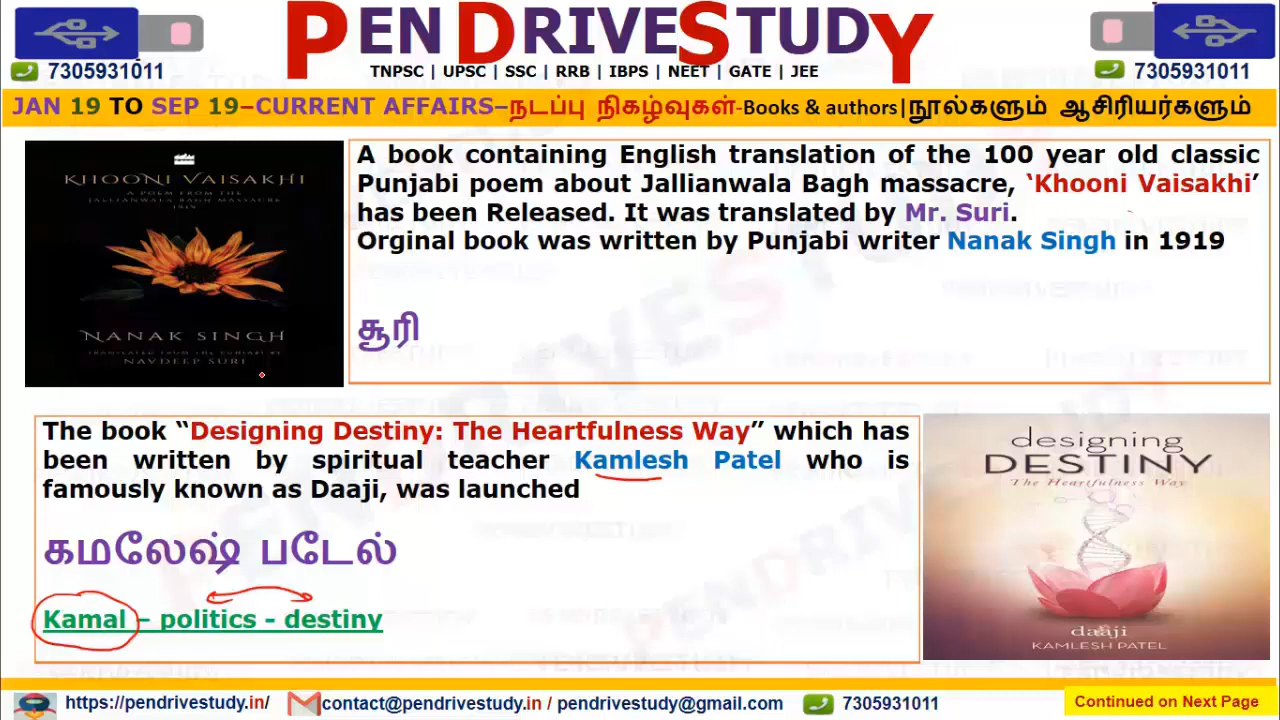 PENDRIVESTUDY
7305931011
TNPSC | UPSC | SSC | RRB | IBPS | NEET | GATE | JEE
7305931011
JAN 19 TO SEP 19–CURRENT AFFAIRS–நடப்பு நிகழ்வுகள்-Books & authors|நூல்களும் ஆசிரியர்களும்
KHOONI VAISAKHI
A POEM FROM THE
JALLIANWALA BAGH MASSACRE
1919
NANAK SINGH
TRANSLATED FROM THE PUNJABI BY
NAVDEEP SURI
A book containing English translation of the 100 year old classic
Punjabi poem about Jallianwala Bagh massacre, ‘Khooni Vaisakhi’
has been Released. It was translated by Mr. Suri.
Orginal book was written by Punjabi writer Nanak Singh in 1919
சூரி
The book “Designing Destiny: The Heartfulness Way” which has
been written by spiritual teacher Kamlesh Patel who is
famously known as Daaji, was launched
கமலேஷ் படேல்
Kamal – politics - destiny
designing
DESTINY
The Heartfulness Way
daaji
KAMLESH PATEL
https://pendrivestudy.in/
contact@pendrivestudy.in / pendrivestudy@gmail.com
7305931011
Continued on Next Page